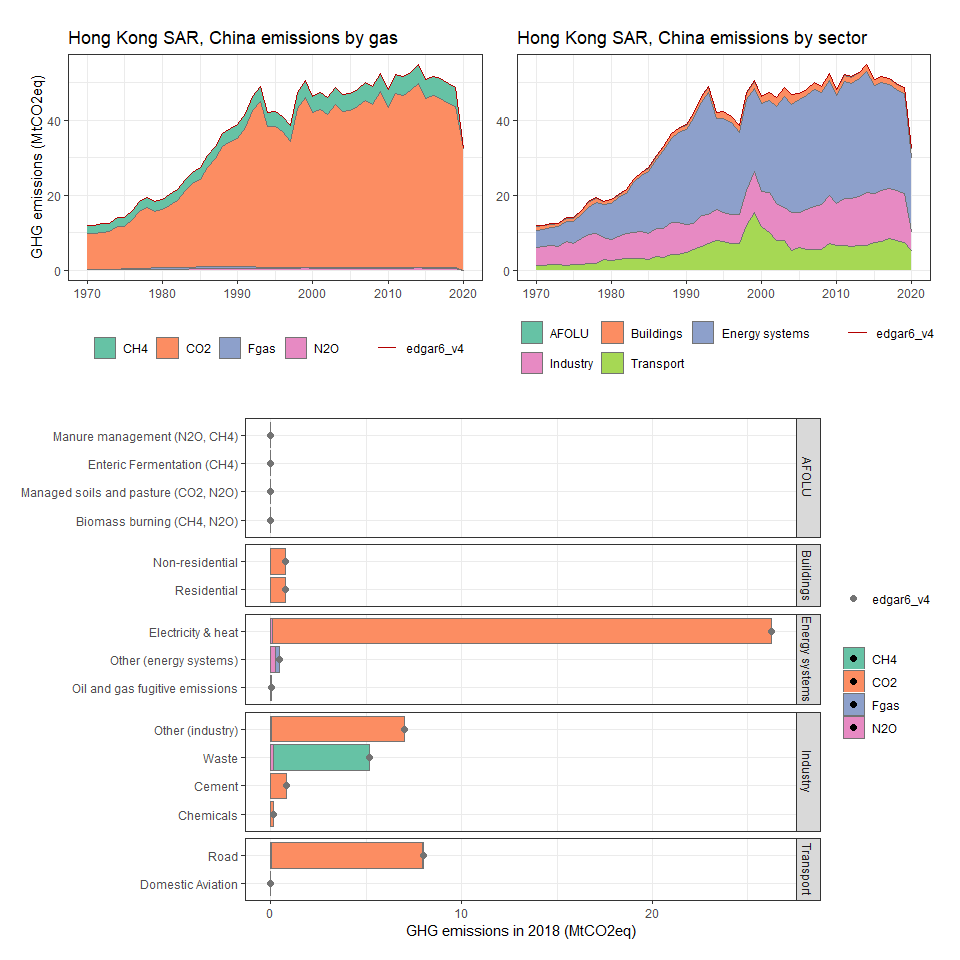 Hong Kong SAR, China emissions by gas
GHG emissions (MtCO2eq)
40
20
0
1970 1980 1990 2000 2010 2020
CH4 CO2 Fgas N2O edgar6_v4
Hong Kong SAR, China emissions by sector
40
20
0
1970 1980 1990 2000 2010 2020
AFOLU Buildings Energy systems edgar6_v4
Industry Transport
Manure management (N2O, CH4)
Enteric Fermentation (CH4)
Managed soils and pasture (CO2, N2O)
Biomass burning (CH4, N2O)
AFOLU
Non-residential
Residential
Buildings
Electricity & heat
Other (energy systems)
Oil and gas fugitive emissions
Energy systems
Other (industry)
Waste
Cement
Chemicals
Industry
Road
Domestic Aviation
Transport
0 10 20
GHG emissions in 2018 (MtCO2eq)
edgar6_v4
CH4
CO2
Fgas
N2O